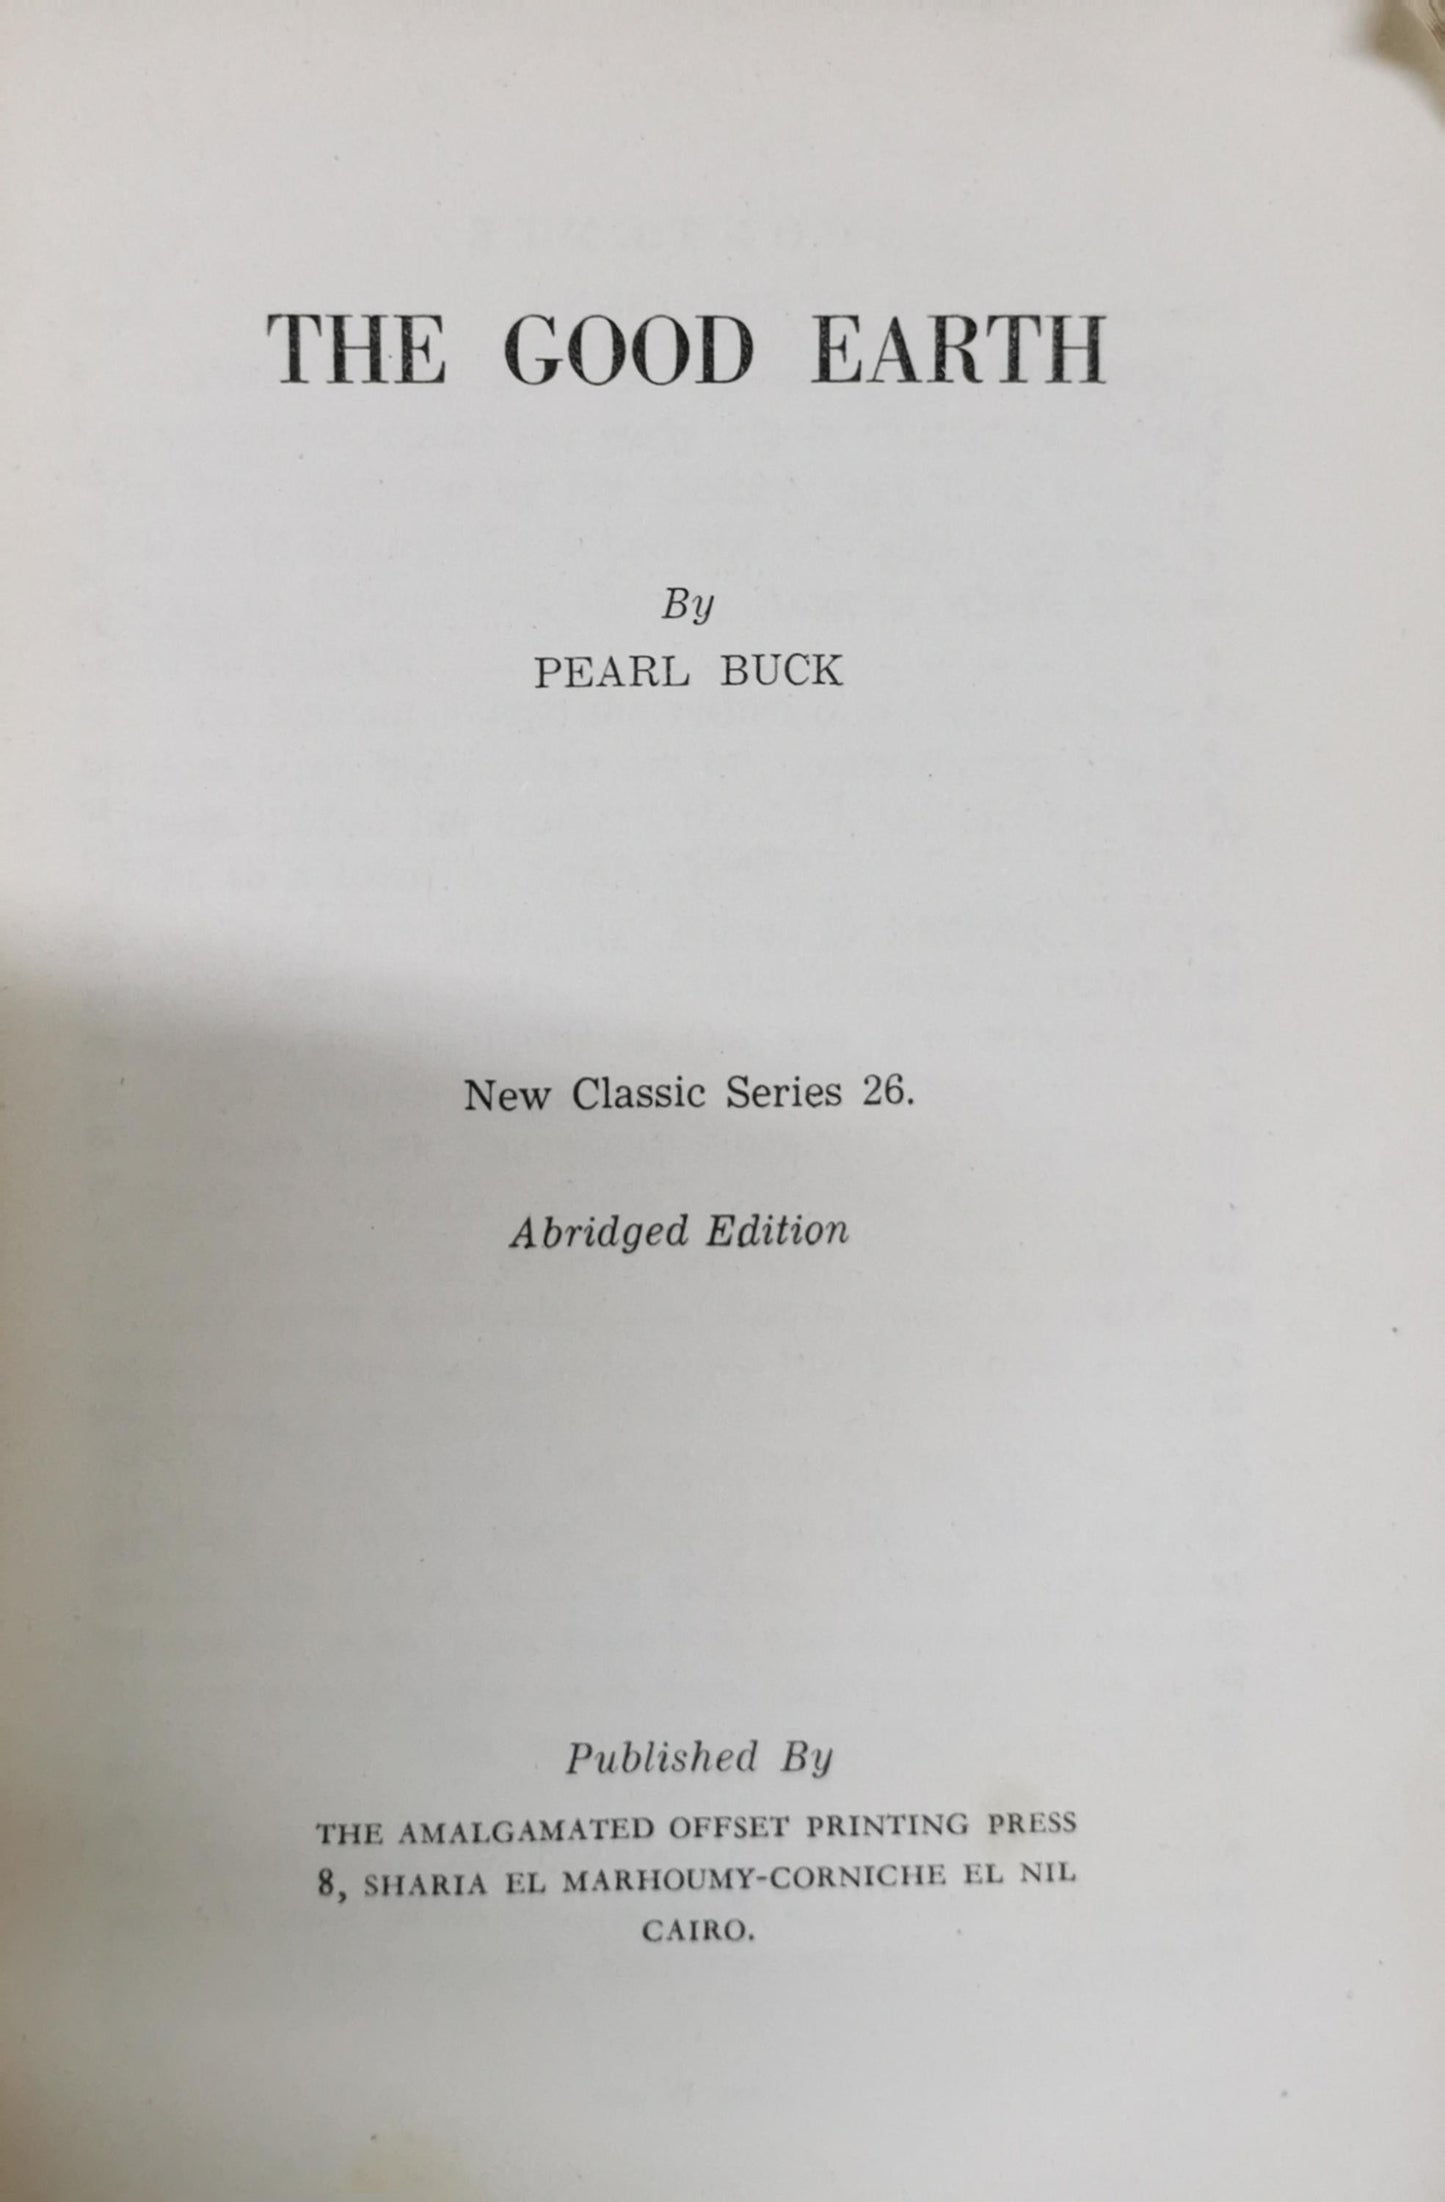 THE GOOD EARTH
By
PEARL BUCK
New Classic Series 26.
Abridged Edition
Published By
THE AMALGAMATED OFFSET PRINTING PRESS
8, SHARIA EL MARHOUMY-CORNICHE EL NIL
CAIRO.